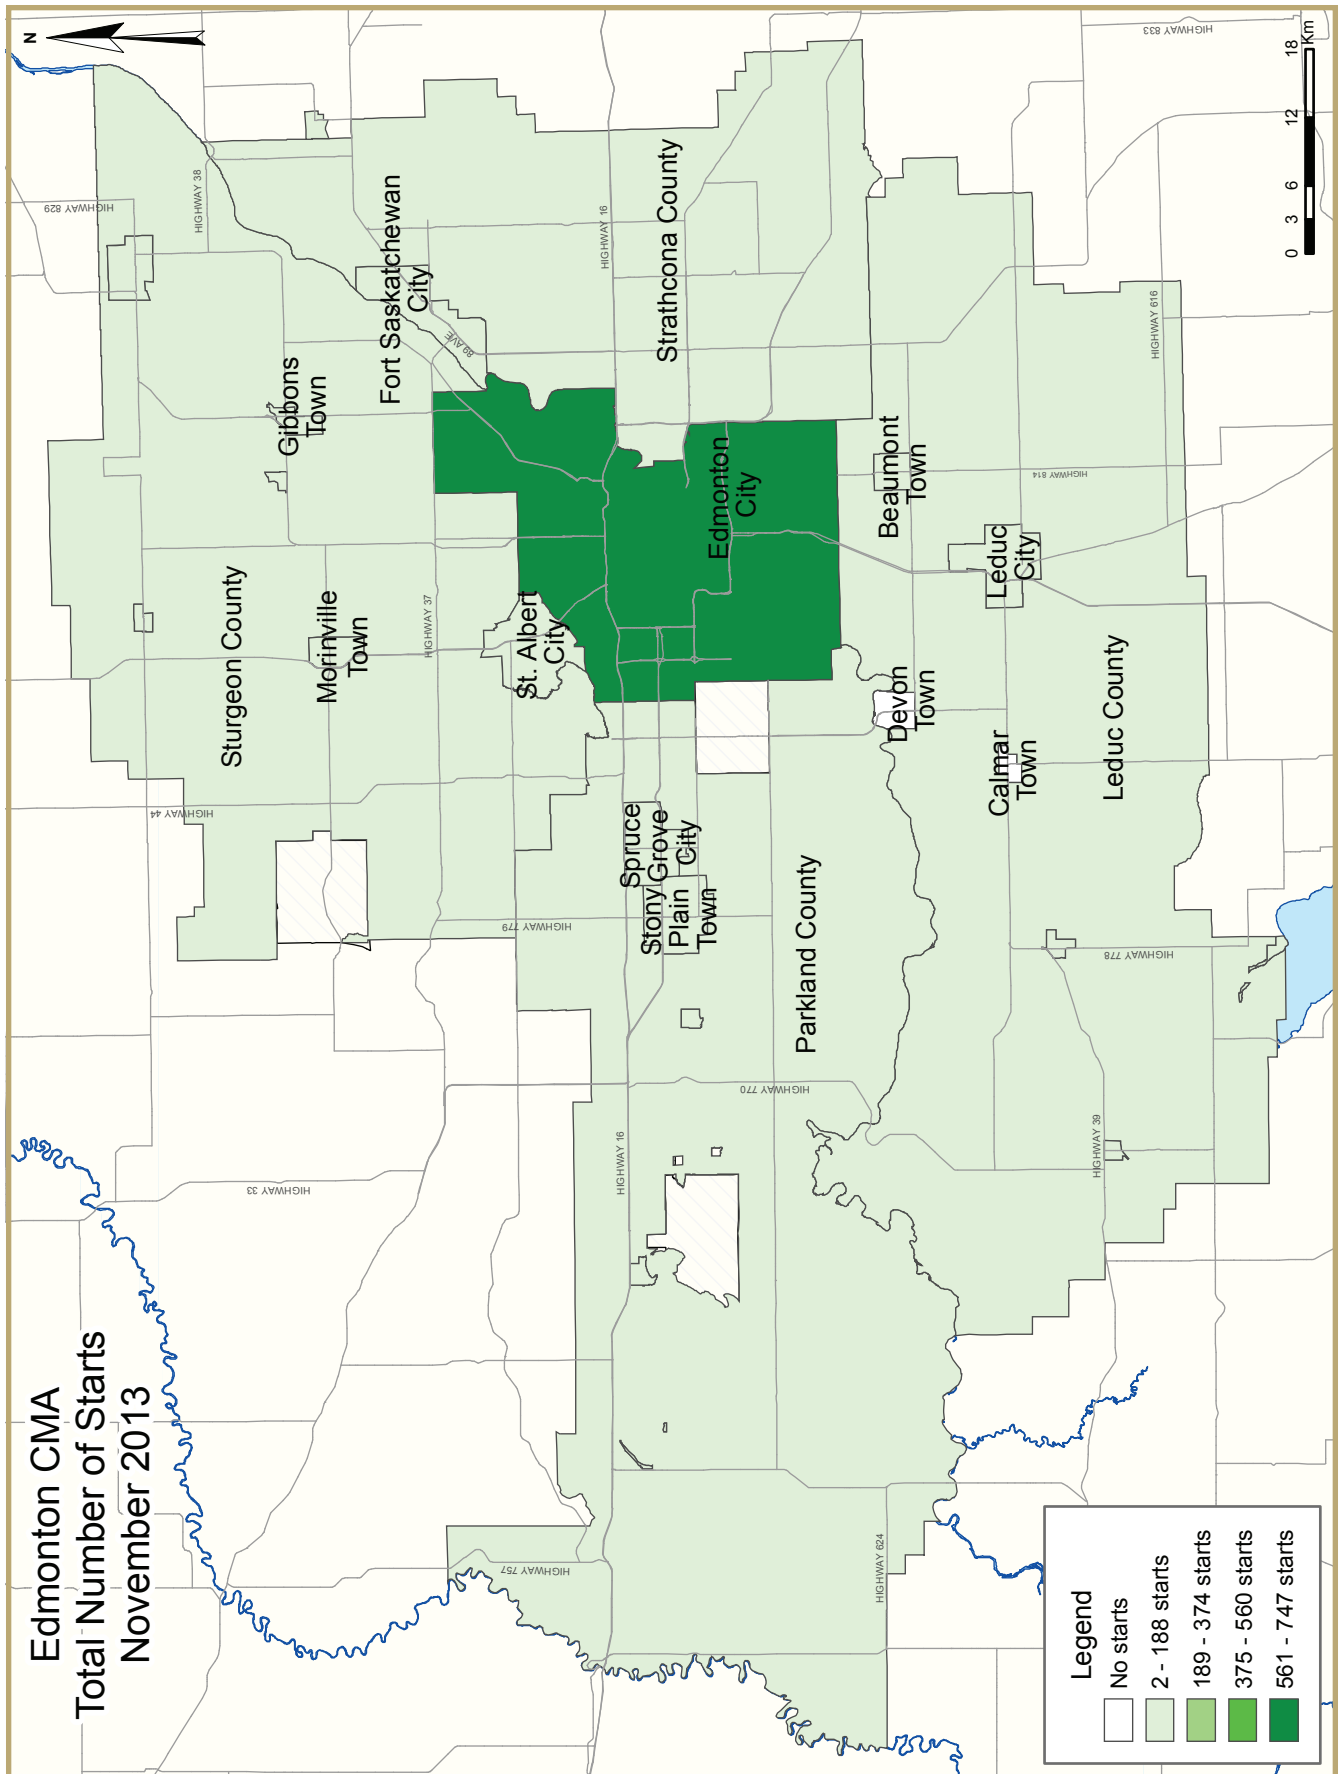 Edmonton CMA
Total Number of Starts
November 2013
N
HIGHWAY 829
HIGHWAY 38
HIGHWAY 44
HIGHWAY 33
Sturgeon County
Gibbons
Town
Morinville
Town
Fort Saskatchewan
City
HIGHWAY 37
89 AVE
HIGHWAY 779
HIGHWAY 757
St. Albert
City
HIGHWAY 16
HIGHWAY 16
Strathcona County
Spruce
Grove
City
Stony
Plain
Town
Edmonton
City
HIGHWAY 770
Parkland County
HIGHWAY 624
Beaumont
Town
Devon
Town
HIGHWAY 814
Leduc
City
Calmar
Town
HIGHWAY 39
HIGHWAY 778
Leduc County
HIGHWAY 616
HIGHWAY 833
0 3 6 12 18
Km
Legend
No starts
2 - 188 starts
189 - 374 starts
375 - 560 starts
561 - 747 starts